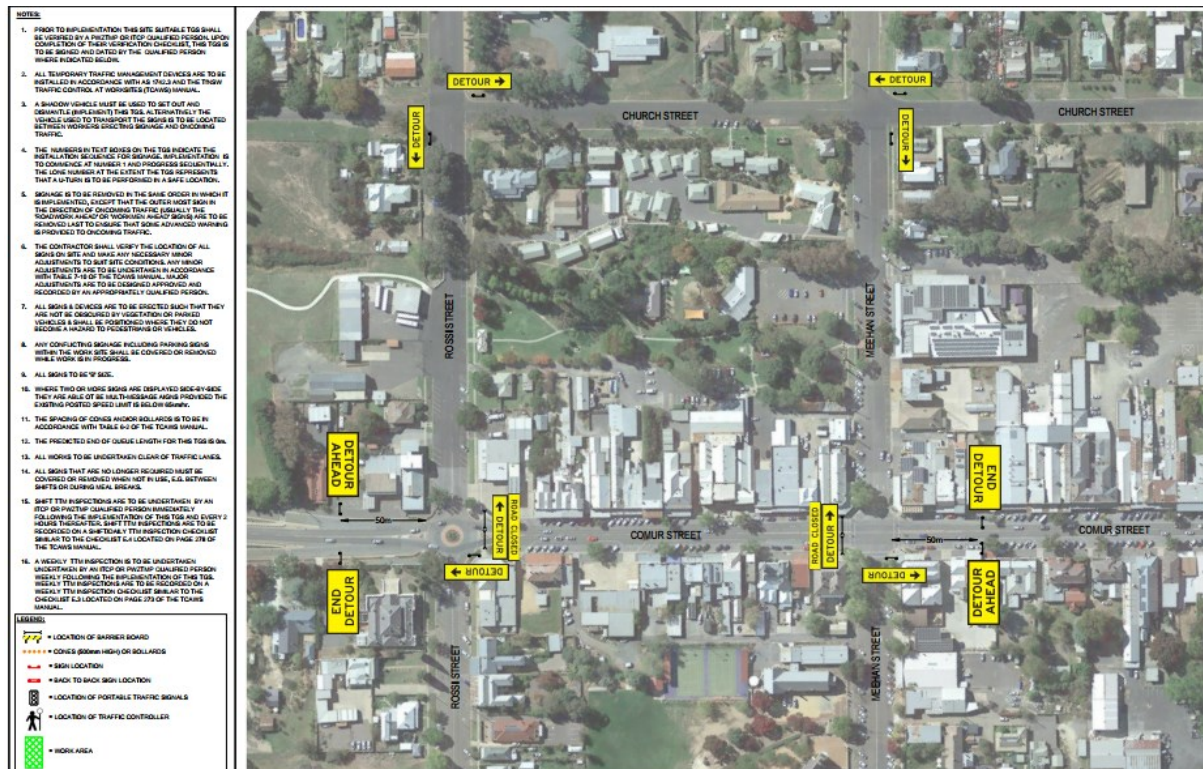 NOTES:
1. PRIOR TO IMPLEMENTATION THIS SITE SUITABLE TGS SHALL
BE VERIFIED BY A PWZTMP OR ITCP QUALIFIED PERSON. UPON
COMPLETION OF THEIR VERIFICATION CHECKLIST, THIS TGS IS
TO BE SIGNED AND DATED BY THE QUALIFIED PERSON
WHERE INDICATED BELOW.
2. ALL TEMPORARY TRAFFIC MANAGEMENT DEVICES ARE TO BE
INSTALLED IN ACCORDANCE WITH AS 1742.3 AND THE TfNSW
TRAFFIC CONTROL AT WORKSITES (TCAWS) MANUAL.
3. A SHADOW VEHICLE MUST BE USED TO SET OUT AND
DISMANTLE (IMPLEMENT) THIS TGS. ALTERNATIVELY THE
VEHICLE USED TO TRANSPORT THE SIGNS IS TO BE LOCATED
BETWEEN WORKERS ERECTING SIGNAGE AND ONCOMING
TRAFFIC.
4. THE NUMBERS IN TEXT BOXES ON THE TGS INDICATE THE
INSTALLATION SEQUENCE FOR SIGNAGE. IMPLEMENTATION IS
TO COMMENCE AT NUMBER 1 AND PROGRESS SEQUENTIALLY.
THE LONE NUMBER AT THE EXTENT THE TGS REPRESENTS
THAT A U-TURN IS TO BE PERFORMED IN A SAFE LOCATION.
5. SIGNAGE IS TO BE REMOVED IN THE SAME ORDER IN WHICH IT
IS IMPLEMENTED, EXCEPT THAT THE OUTER MOST SIGN IN
THE DIRECTION OF ONCOMING TRAFFIC (USUALLY THE
'ROADWORK AHEAD' OR 'WORKMEN AHEAD' SIGNS) ARE TO BE
REMOVED LAST TO ENSURE THAT SOME ADVANCED WARNING
IS PROVIDED TO ONCOMING TRAFFIC.
6. THE CONTRACTOR SHALL VERIFY THE LOCATION OF ALL
SIGNS ON SITE AND MAKE ANY NECESSARY MINOR
ADJUSTMENTS TO SUIT SITE CONDITIONS. ANY MINOR
ADJUSTMENTS ARE TO BE UNDERTAKEN IN ACCORDANCE
WITH TABLE 7-10 OF THE TCAWS MANUAL. MAJOR
ADJUSTMENTS ARE TO BE DESIGNED APPROVED AND
RECORDED BY AN APPROPRIATELY QUALIFIED PERSON.
7. ALL SIGNS & DEVICES ARE TO BE ERECTED SUCH THAT THEY
ARE NOT BE OBSCURED BY VEGETATION OR PARKED
VEHICLES & SHALL BE POSITIONED WHERE THEY DO NOT
BECOME A HAZARD TO PEDESTRIANS OR VEHICLES.
8. ANY CONFLICTING SIGNAGE INCLUDING PARKING SIGNS
WITHIN THE WORK SITE SHALL BE COVERED OR REMOVED
WHILE WORK IS IN PROGRESS.
9. ALL SIGNS TO BE 'B' SIZE.
10. WHERE TWO OR MORE SIGNS ARE DISPLAYED SIDE-BY-SIDE
THEY ARE ABLE OT BE MULTI-MESSAGE SIGNS PROVIDED THE
EXISTING POSTED SPEED LIMIT IS BELOW 65km/hr.
11. THE SPACING OF CONES AND/OR BOLLARDS IS TO BE IN
ACCORDANCE WITH TABLE 6-2 OF THE TCAWS MANUAL.
12. THE PREDICTED END OF QUEUE LENGTH FOR THIS TGS IS 0m.
13. ALL WORKS TO BE UNDERTAKEN CLEAR OF TRAFFIC LANES.
14. ALL SIGNS THAT ARE NO LONGER REQUIRED MUST BE
COVERED OR REMOVED WHEN NOT IN USE, E.G. BETWEEN
SHIFTS OR DURING MEAL BREAKS.
15. SHIFT TTM INSPECTIONS ARE TO BE UNDERTAKEN BY AN
ITCP OR PWZTMP QUALIFIED PERSON IMMEDIATELY
FOLLOWING THE IMPLEMENTATION OF THIS TGS AND EVERY 2
HOURS THEREAFTER. SHIFT TTM INSPECTIONS ARE TO BE
RECORDED ON A SHIFT/DAILY TTM INSPECTION CHECKLIST
SIMILAR TO THE CHECKLIST E.4 LOCATED ON PAGE 278 OF
THE TCAWS MANUAL.
16. A WEEKLY TTM INSPECTION IS TO BE UNDERTAKEN
UNDERTAKEN BY AN ITCP OR PWZTMP QUALIFIED PERSON
WEEKLY FOLLOWING THE IMPLEMENTATION OF THIS TGS.
WEEKLY TTM INSPECTIONS ARE TO BE RECORDED ON A
WEEKLY TTM INSPECTION CHECKLIST SIMILAR TO THE
CHECKLIST E.3 LOCATED ON PAGE 273 OF THE TCAWS
MANUAL.
LEGEND:
= LOCATION OF BARRIER BOARD
= CONES (500mm HIGH) OR BOLLARDS
= SIGN LOCATION
= BACK TO BACK SIGN LOCATION
= LOCATION OF PORTABLE TRAFFIC SIGNALS
= LOCATION OF TRAFFIC CONTROLLER
= WORK AREA
DETOUR →
← DETOUR
← DETOUR
DETOUR →
CHURCH STREET
CHURCH STREET
ROSSI STREET
MEEHAN STREET
DETOUR
AHEAD
50m
ROAD CLOSED
← DETOUR
ROAD CLOSED
DETOUR →
END
DETOUR
COMUR STREET
COMUR STREET
50m
END
DETOUR
DETOUR →
DETOUR →
DETOUR
AHEAD
ROSSI STREET
MEEHAN STREET